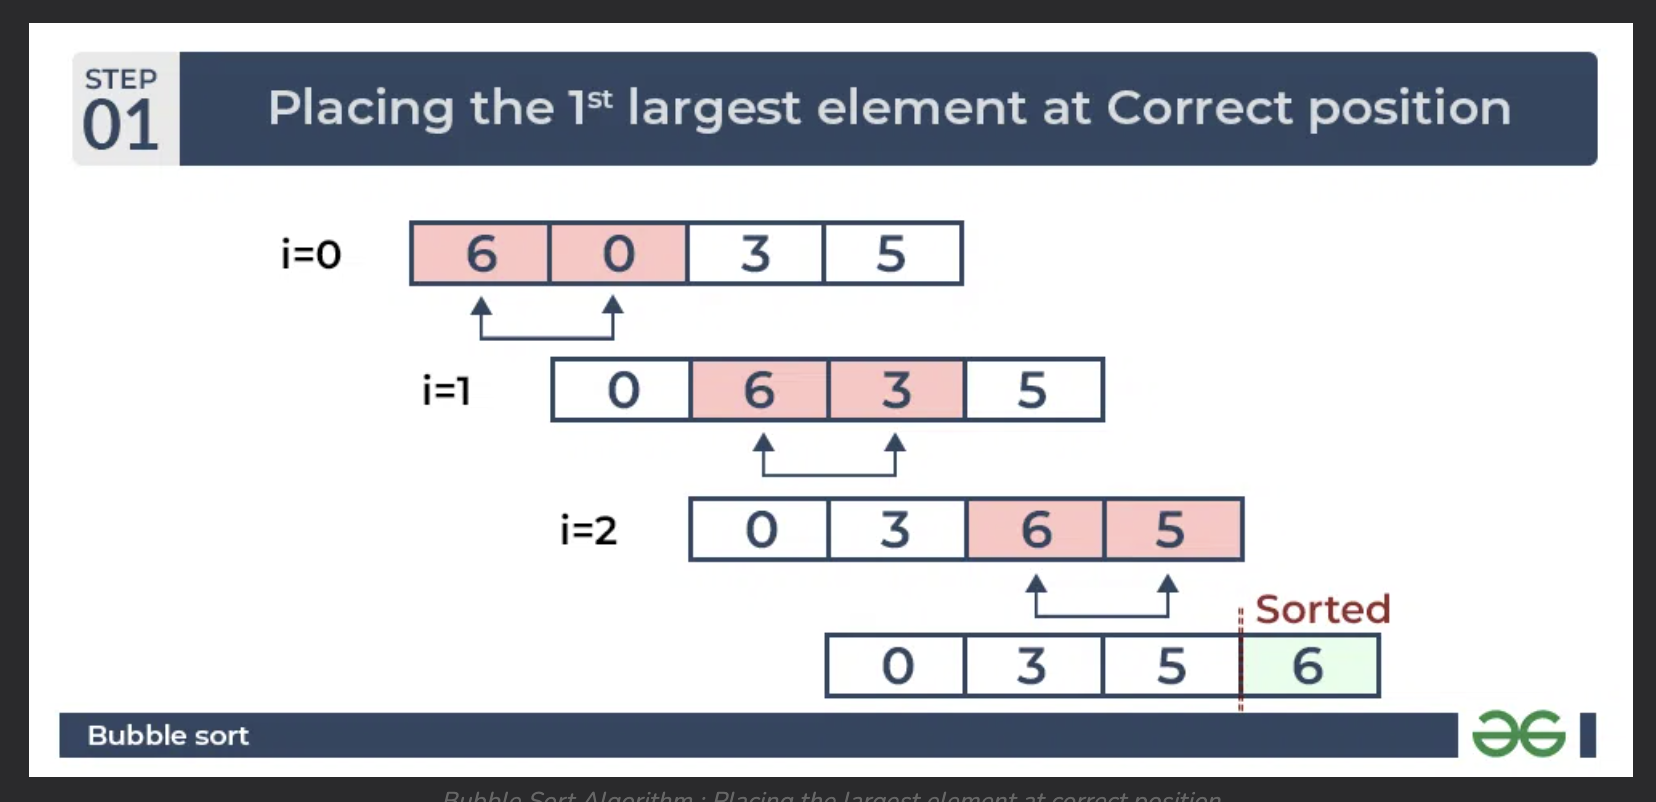 STEP
01
Placing the 1st largest element at Correct position
i=0 6 0 3 5
i=1 0 6 3 5
i=2 0 3 6 5
Sorted
0 3 5 6
Bubble sort
Bubble Sort Algorithm : Placing the largest element at correct position